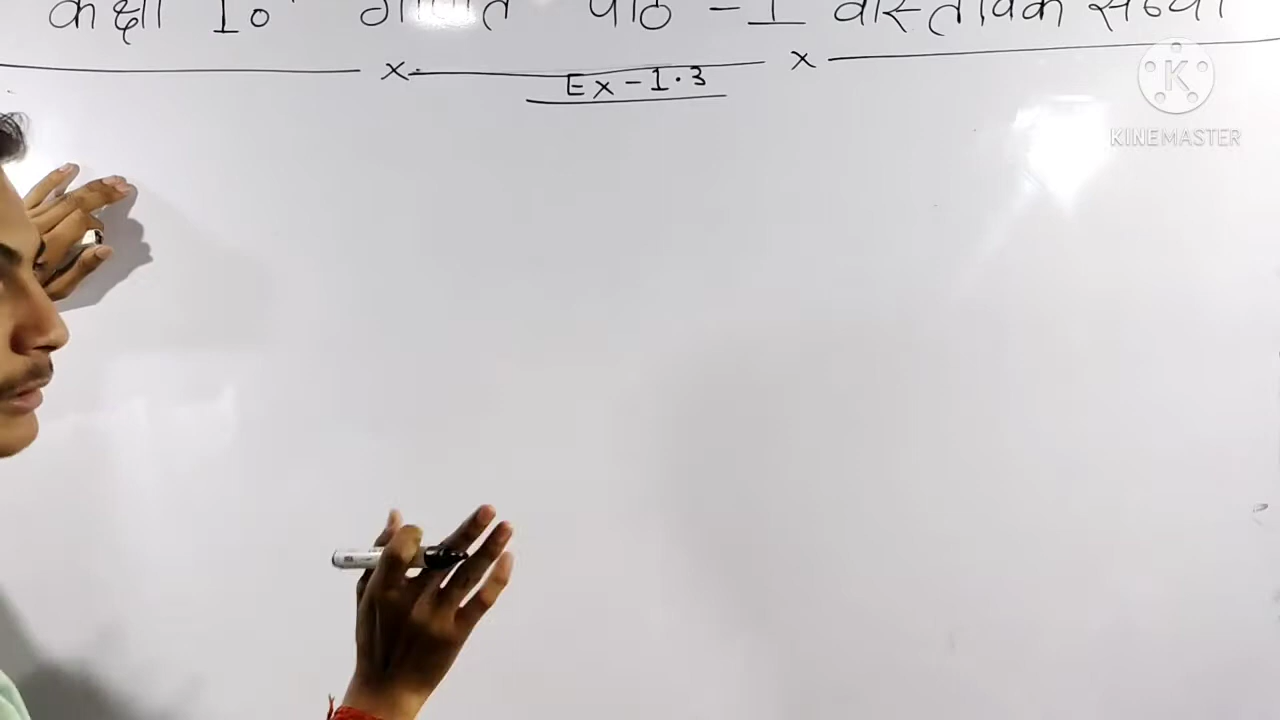 कक्षा 10 गणित पाठ - 1 वास्तविक संख्या
x x
Ex - 1.3
K
KINEMASTER